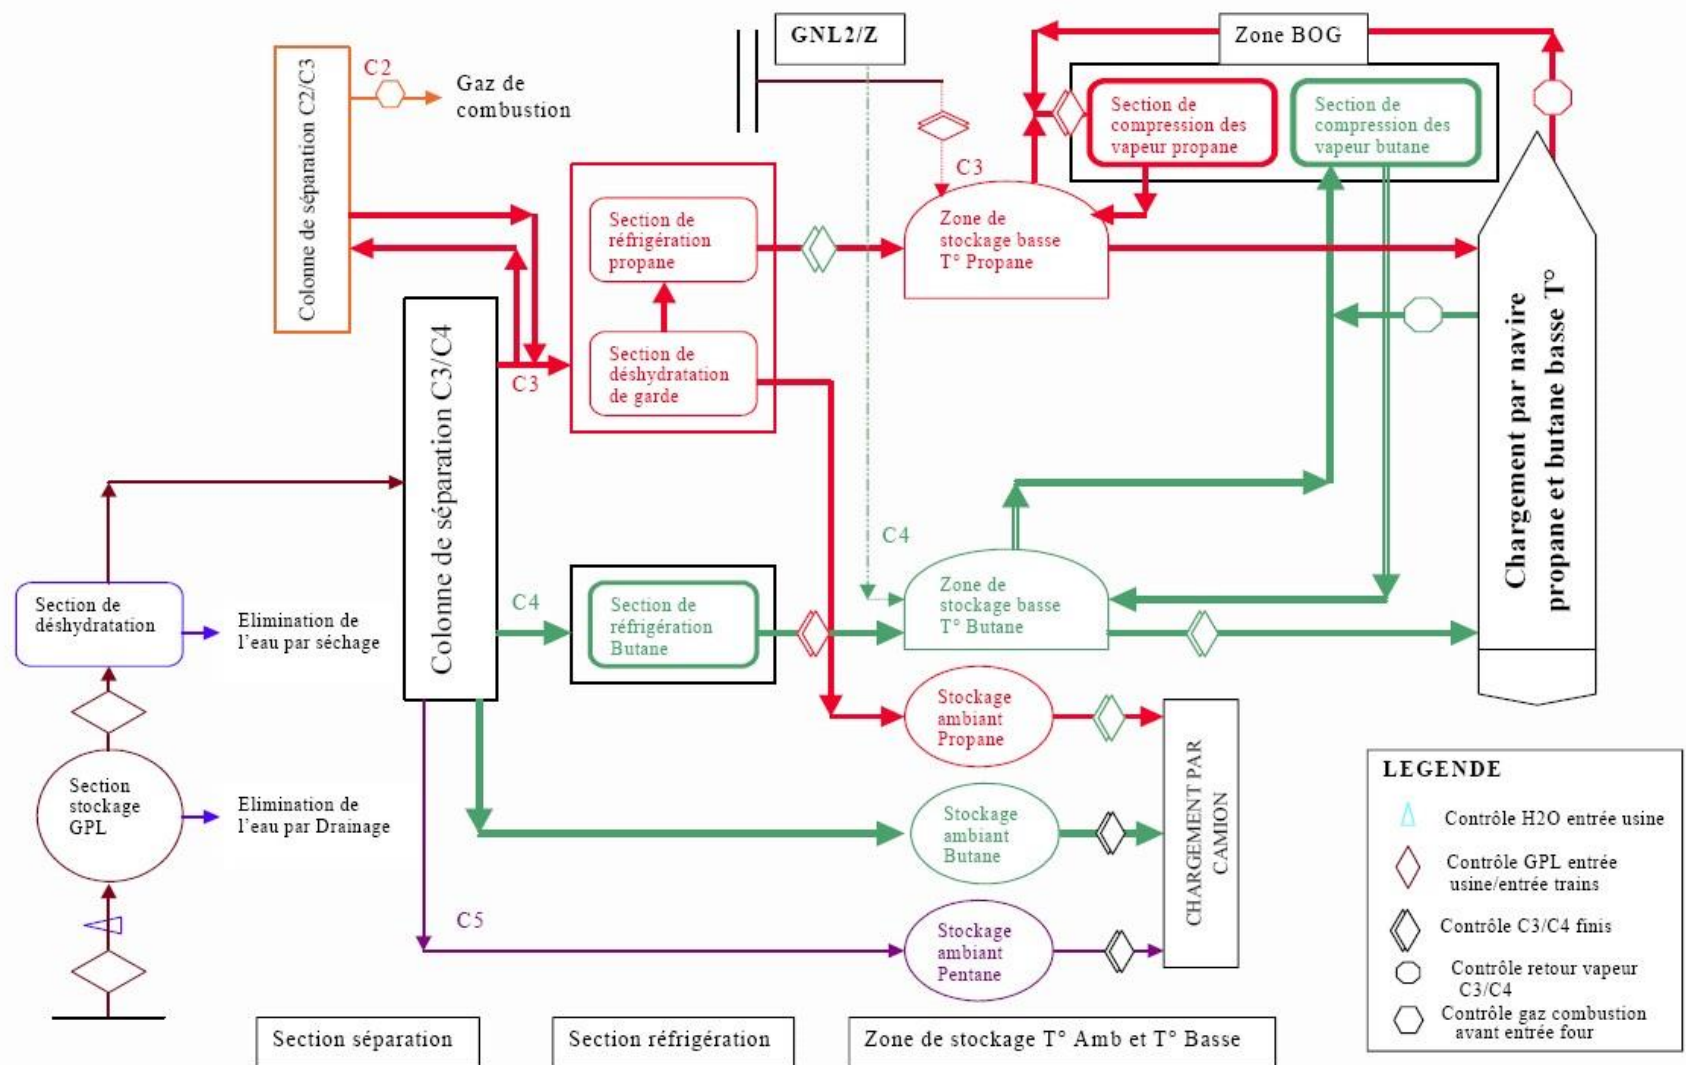 GNL2/Z
Zone BOG
Colonne de séparation C2/C3
C2
Gaz de
combustion
Section de
compression des
vapeur propane
Section de
compression des
vapeur butane
C3
Section de
réfrigération
propane
Zone de
stockage basse
T° Propane
Section de
déshydratation
de garde
C3
Colonne de séparation C3/C4
Chargement par navire
propane et butane basse T°
C4
Zone de
stockage basse
T° Butane
C4
Section de
réfrigération
Butane
Section de
déshydratation
Elimination de
l'eau par séchage
Stockage
ambiant
Propane
Section
stockage
GPL
Elimination de
l'eau par Drainage
Stockage
ambiant
Butane
CHARGEMENT PAR
CAMION
C5
Stockage
ambiant
Pentane
LEGENDE
Contrôle H2O entrée usine
Contrôle GPL entrée
usine/entrée trains
Contrôle C3/C4 finis
Contrôle retour vapeur
C3/C4
Contrôle gaz combustion
avant entrée four
Section séparation
Section réfrigération
Zone de stockage T° Amb et T° Basse